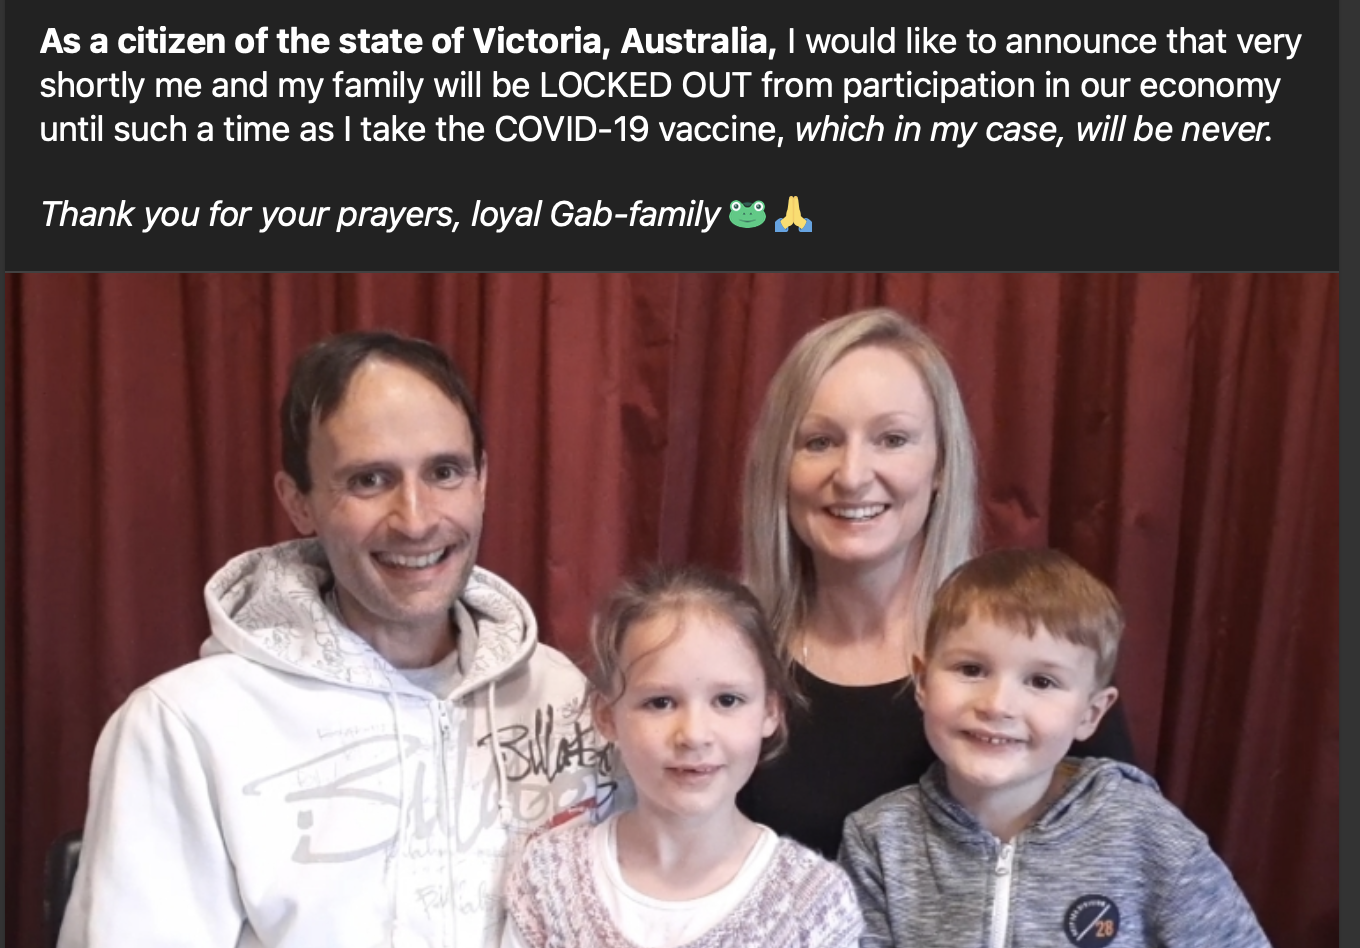 As a citizen of the state of Victoria, Australia, I would like to announce that very
shortly me and my family will be LOCKED OUT from participation in our economy
until such a time as I take the COVID-19 vaccine, which in my case, will be never.
Thank you for your prayers, loyal Gab-family 🐸🙏
Billabong
28